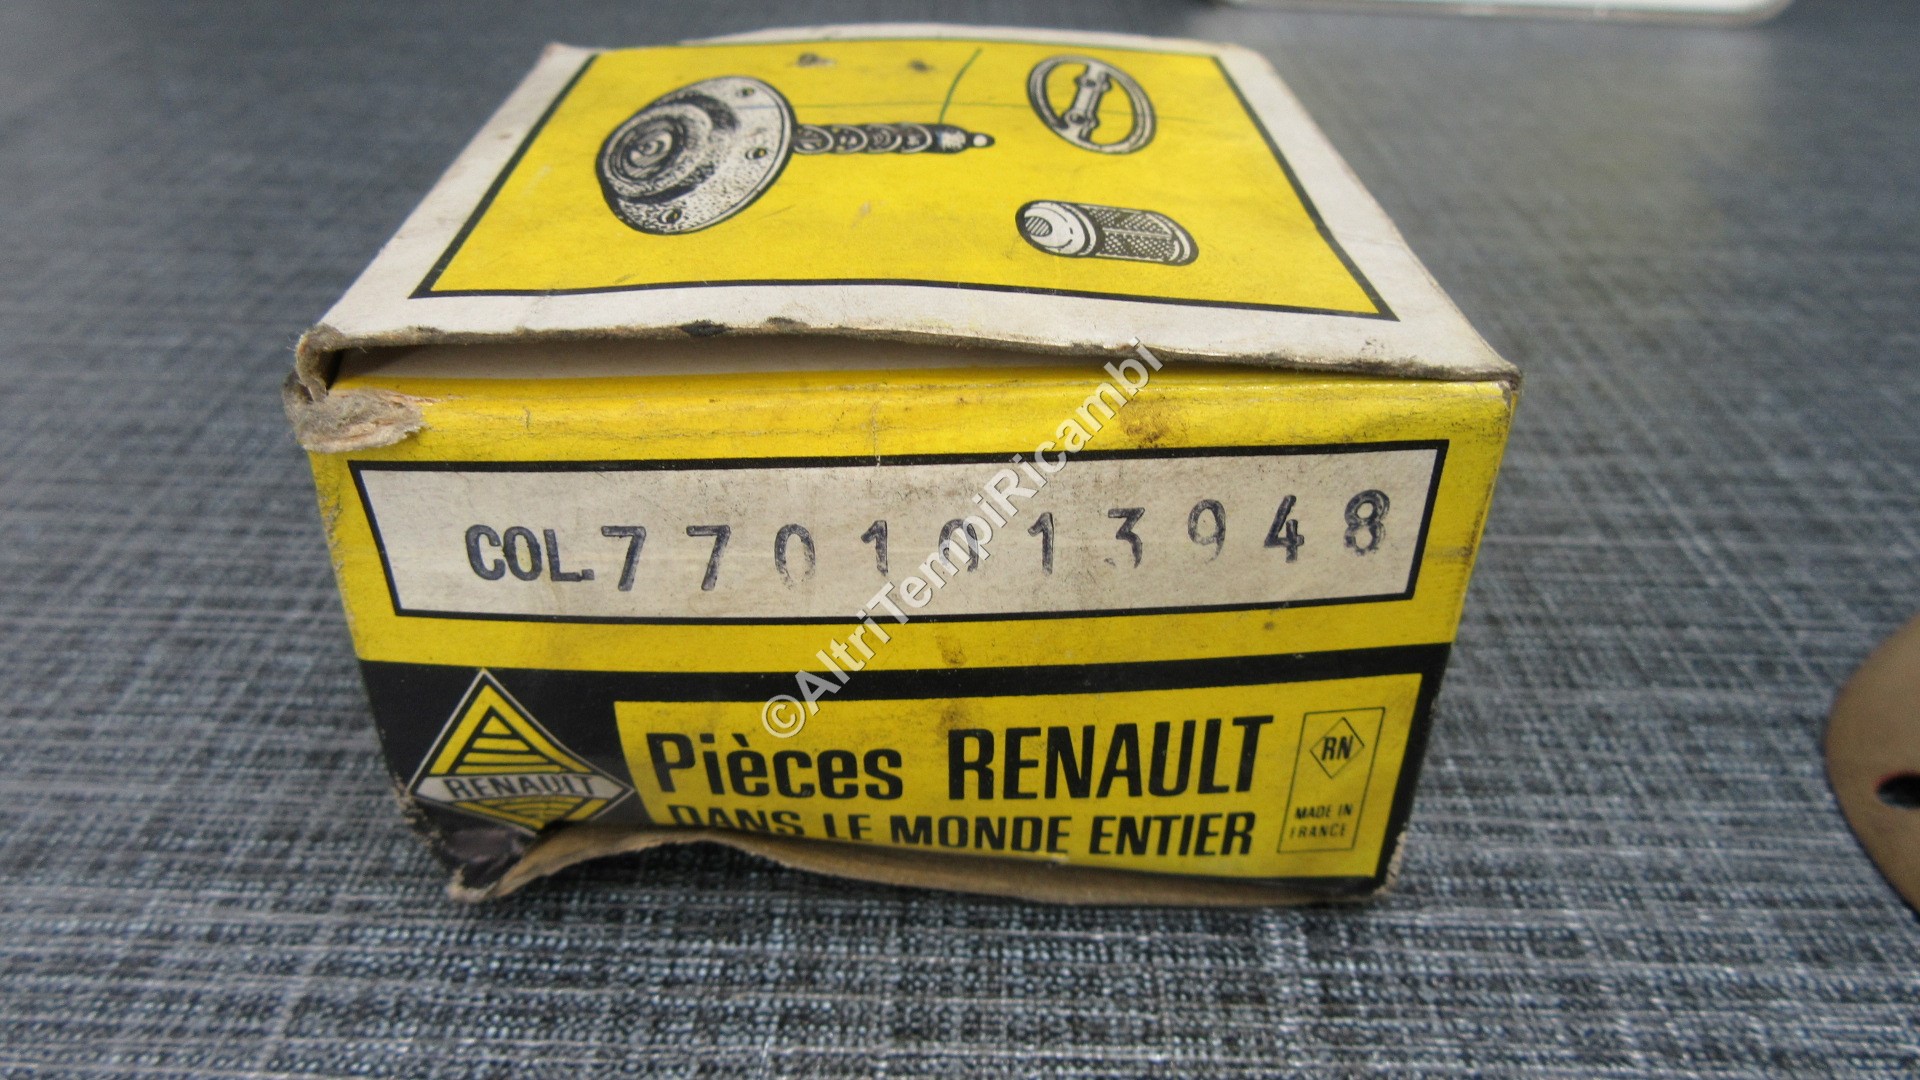 COL. 7701013948
RENAULT
Pièces RENAULT
DANS LE MONDE ENTIER
RN
MADE IN
FRANCE
©AltriTempiRicambi